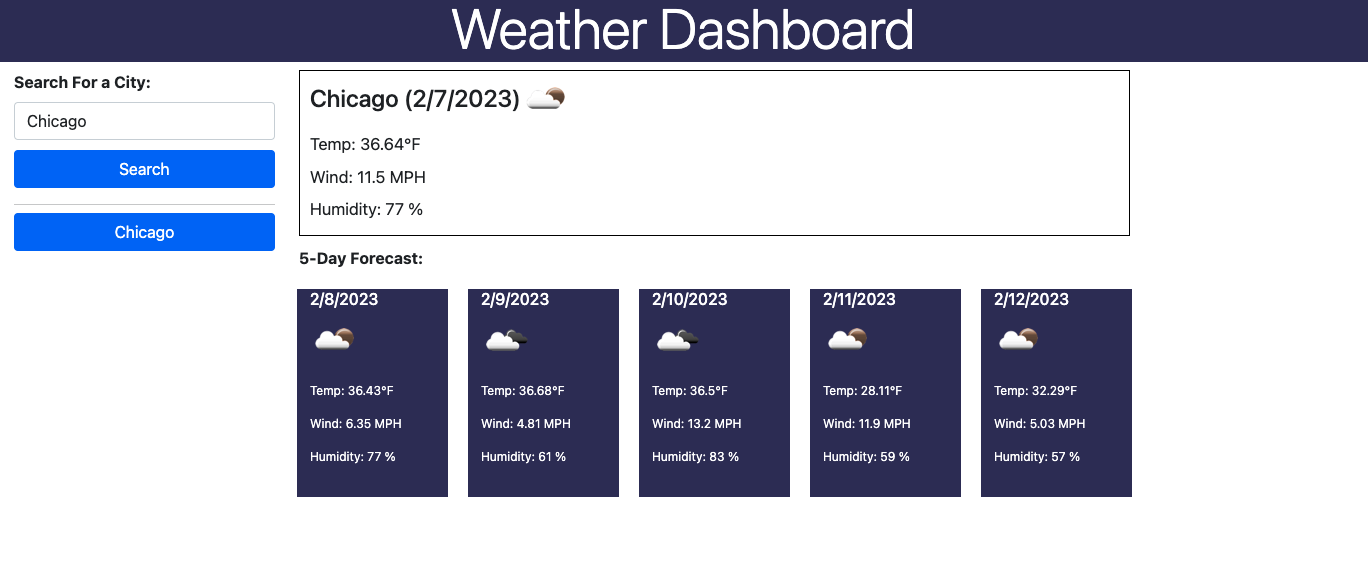 Weather Dashboard
Search For a City:
Chicago
Search
Chicago
Chicago (2/7/2023)
Temp: 36.64°F
Wind: 11.5 MPH
Humidity: 77 %
5-Day Forecast:
2/8/2023
Temp: 36.43°F
Wind: 6.35 MPH
Humidity: 77 %
2/9/2023
Temp: 36.68°F
Wind: 4.81 MPH
Humidity: 61 %
2/10/2023
Temp: 36.5°F
Wind: 13.2 MPH
Humidity: 83 %
2/11/2023
Temp: 28.11°F
Wind: 11.9 MPH
Humidity: 59 %
2/12/2023
Temp: 32.29°F
Wind: 5.03 MPH
Humidity: 57 %